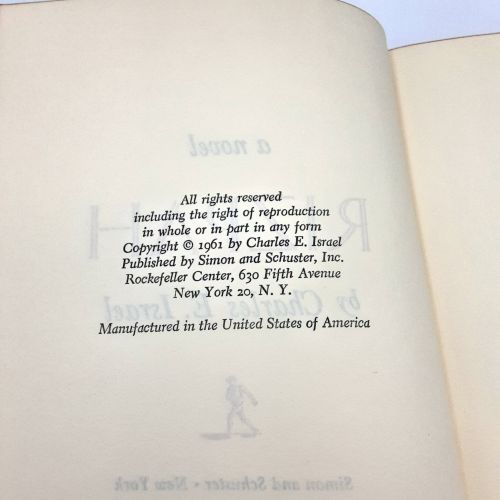 All rights reserved
including the right of reproduction
in whole or in part in any form
Copyright © 1961 by Charles E. Israel
Published by Simon and Schuster, Inc.
Rockefeller Center, 630 Fifth Avenue
New York 20, N. Y.
Manufactured in the United States of America